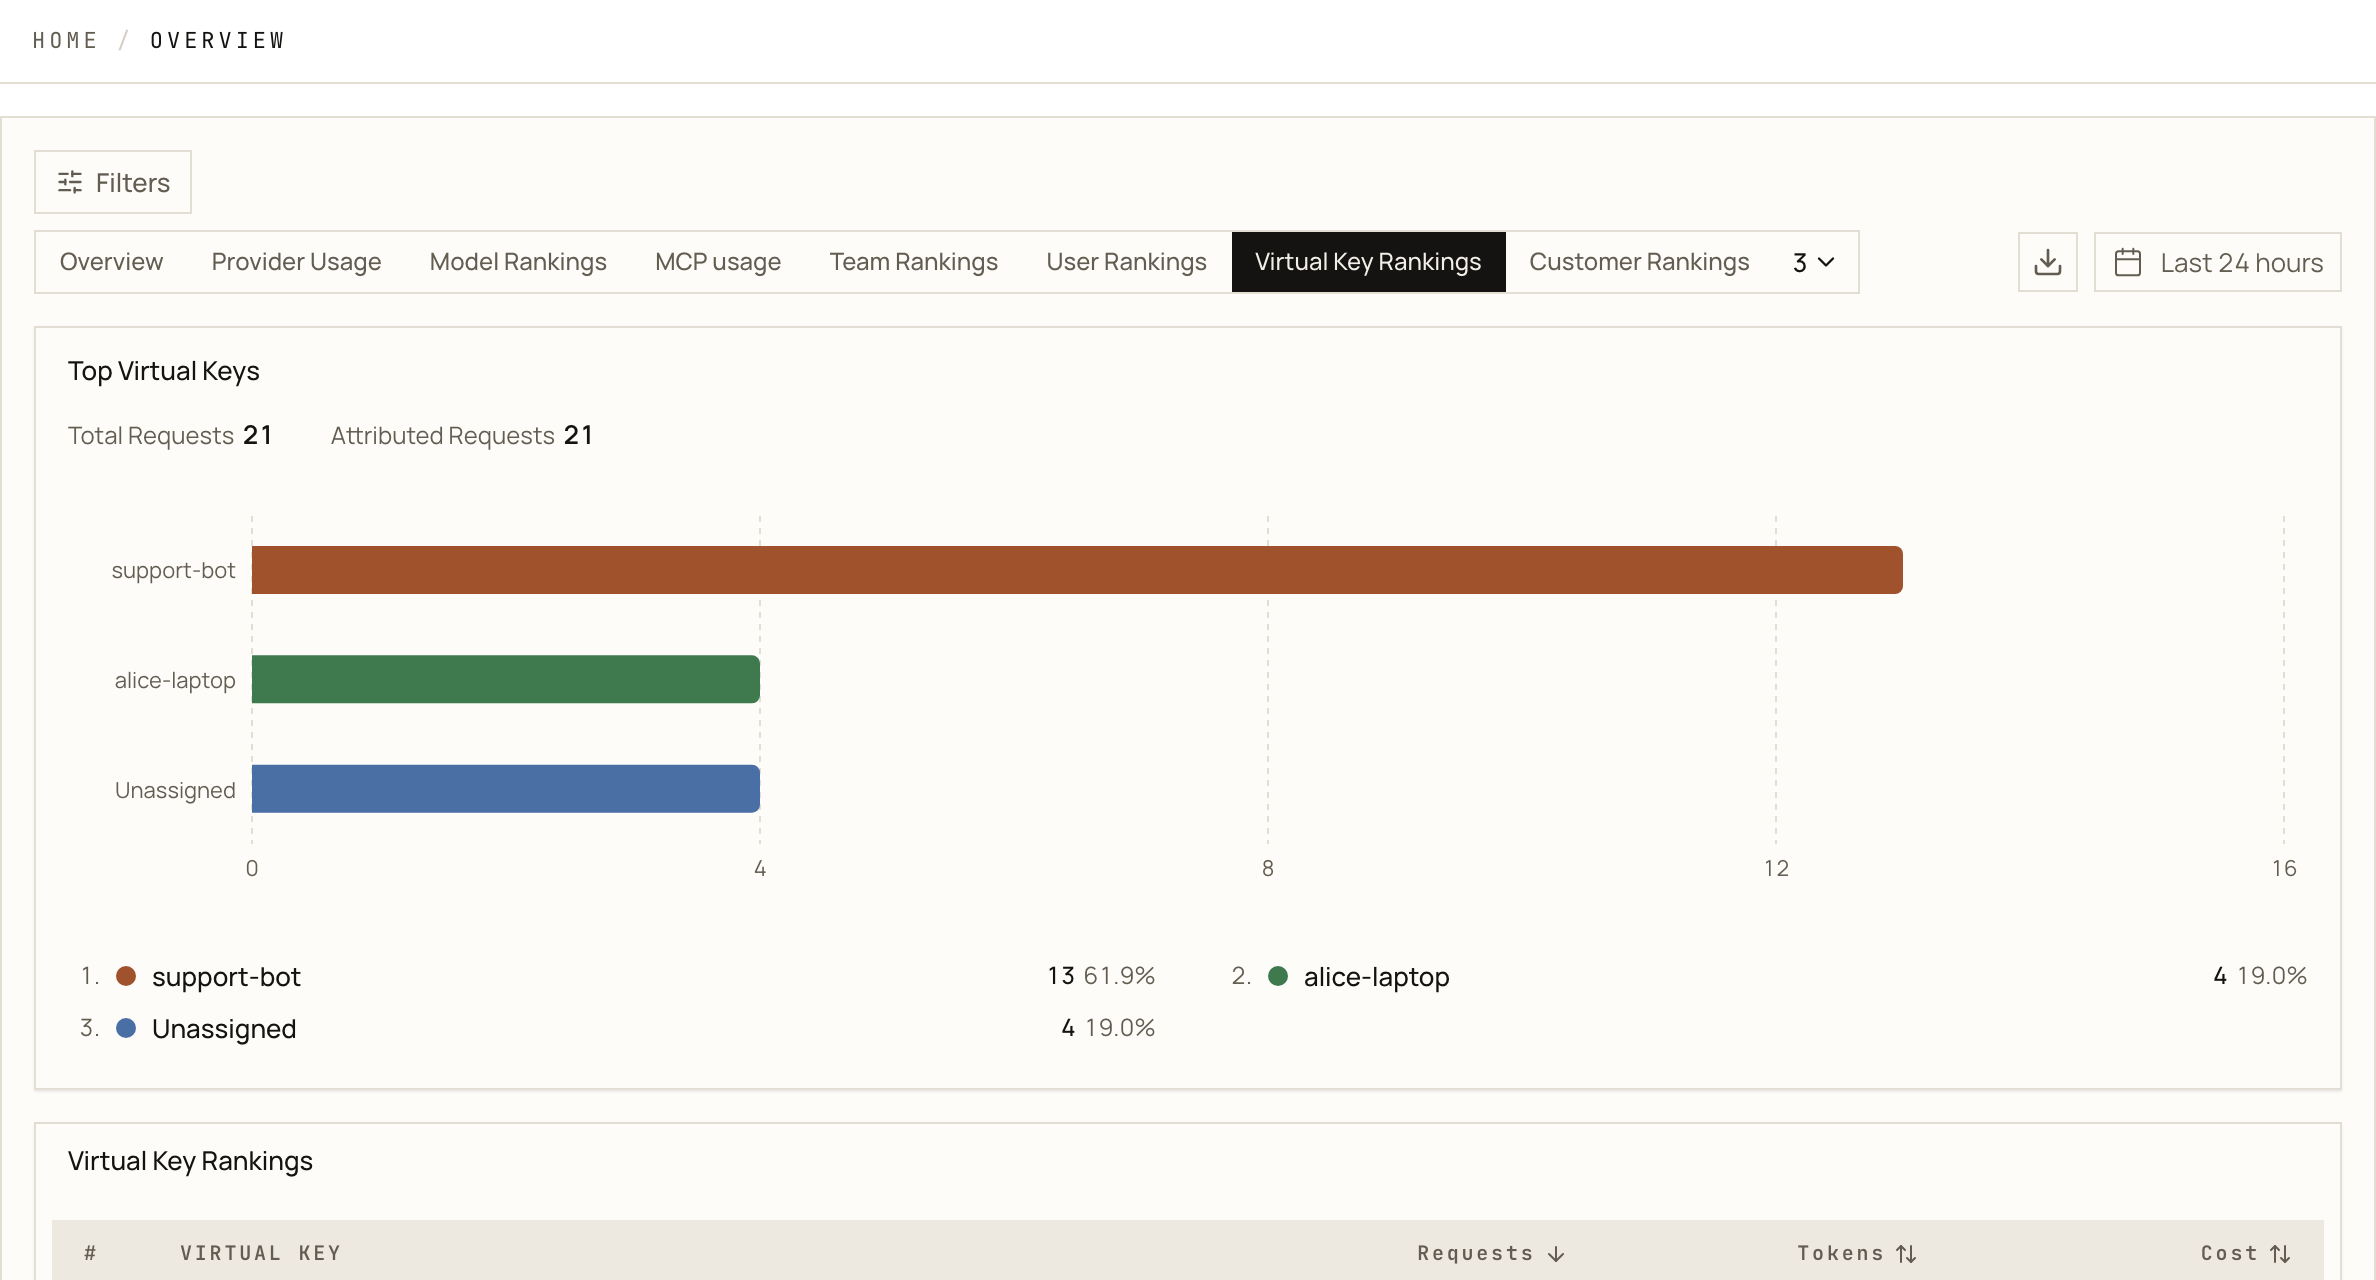 HOME / OVERVIEW
Filters
Overview Provider Usage Model Rankings MCP usage Team Rankings User Rankings Virtual Key Rankings Customer Rankings 3 Last 24 hours
Top Virtual Keys
Total Requests 21 Attributed Requests 21
support-bot
alice-laptop
Unassigned
0 4 8 12 16
1. support-bot 13 61.9% 2. alice-laptop 4 19.0%
3. Unassigned 4 19.0%
Virtual Key Rankings
# VIRTUAL KEY Requests Tokens Cost